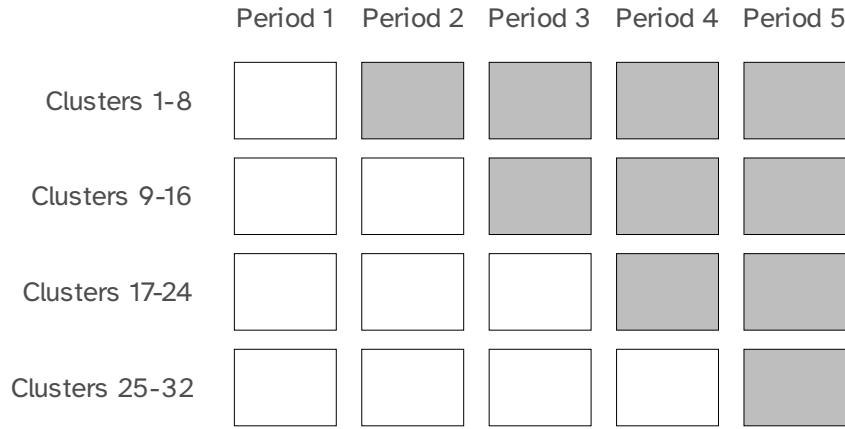 Period 1 Period 2 Period 3 Period 4 Period 5
Clusters 1-8
Clusters 9-16
Clusters 17-24
Clusters 25-32